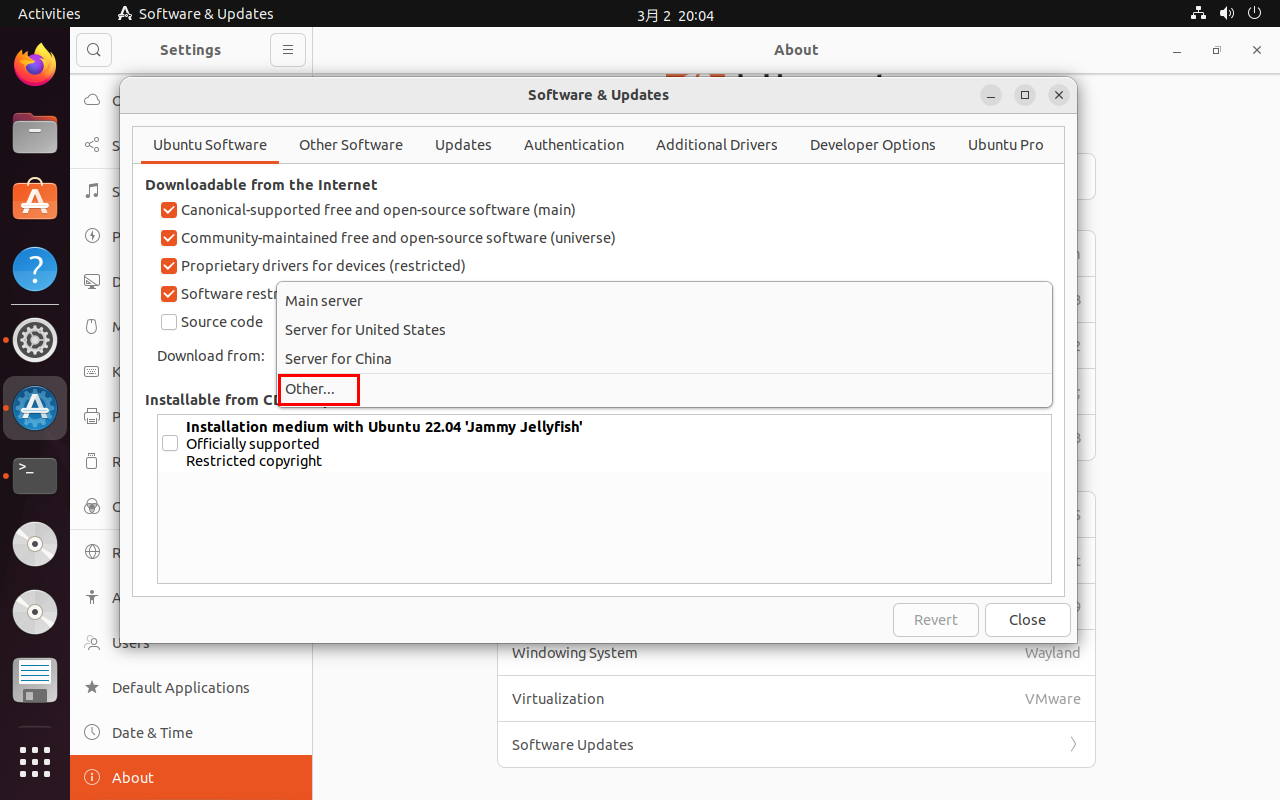 Activities
Software & Updates
3月 2 20:04
Settings
About
Software & Updates
Ubuntu Software
Other Software
Updates
Authentication
Additional Drivers
Developer Options
Ubuntu Pro
Downloadable from the Internet
Canonical-supported free and open-source software (main)
Community-maintained free and open-source software (universe)
Proprietary drivers for devices (restricted)
Software restr
Source code
Download from:
Main server
Server for United States
Server for China
Other...
Installable from CD
Installation medium with Ubuntu 22.04 'Jammy Jellyfish'
Officially supported
Restricted copyright
Revert
Close
Users
Default Applications
Date & Time
About
Windowing System
Wayland
Virtualization
VMware
Software Updates